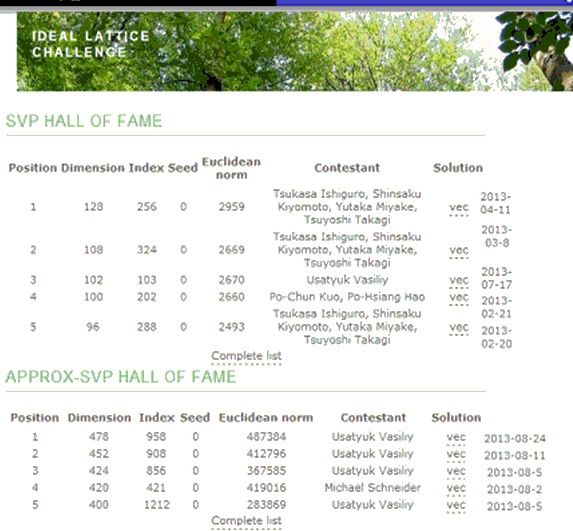 IDEAL LATTICE
CHALLENGE
SVP HALL OF FAME
Position Dimension Index Seed Euclidean norm Contestant Solution
1 128 256 0 2959 Tsukasa Ishiguro, Shinsaku Kiyomoto, Yutaka Miyake, Tsuyoshi Takagi vec 2013-04-11
2 108 324 0 2669 Tsukasa Ishiguro, Shinsaku Kiyomoto, Yutaka Miyake, Tsuyoshi Takagi vec 2013-03-8
3 102 103 0 2670 Usatyuk Vasiliy vec 2013-07-17
4 100 202 0 2660 Po-Chun Kuo, Po-Hsiang Hao vec 2013-02-21
5 96 288 0 2493 Tsukasa Ishiguro, Shinsaku Kiyomoto, Yutaka Miyake, Tsuyoshi Takagi vec 2013-02-20
Complete list
APPROX-SVP HALL OF FAME
Position Dimension Index Seed Euclidean norm Contestant Solution
1 478 958 0 487384 Usatyuk Vasiliy vec 2013-08-24
2 452 908 0 412796 Usatyuk Vasiliy vec 2013-08-11
3 424 856 0 367585 Usatyuk Vasiliy vec 2013-08-5
4 420 421 0 419016 Michael Schneider vec 2013-08-2
5 400 1212 0 283869 Usatyuk Vasiliy vec 2013-08-5
Complete list